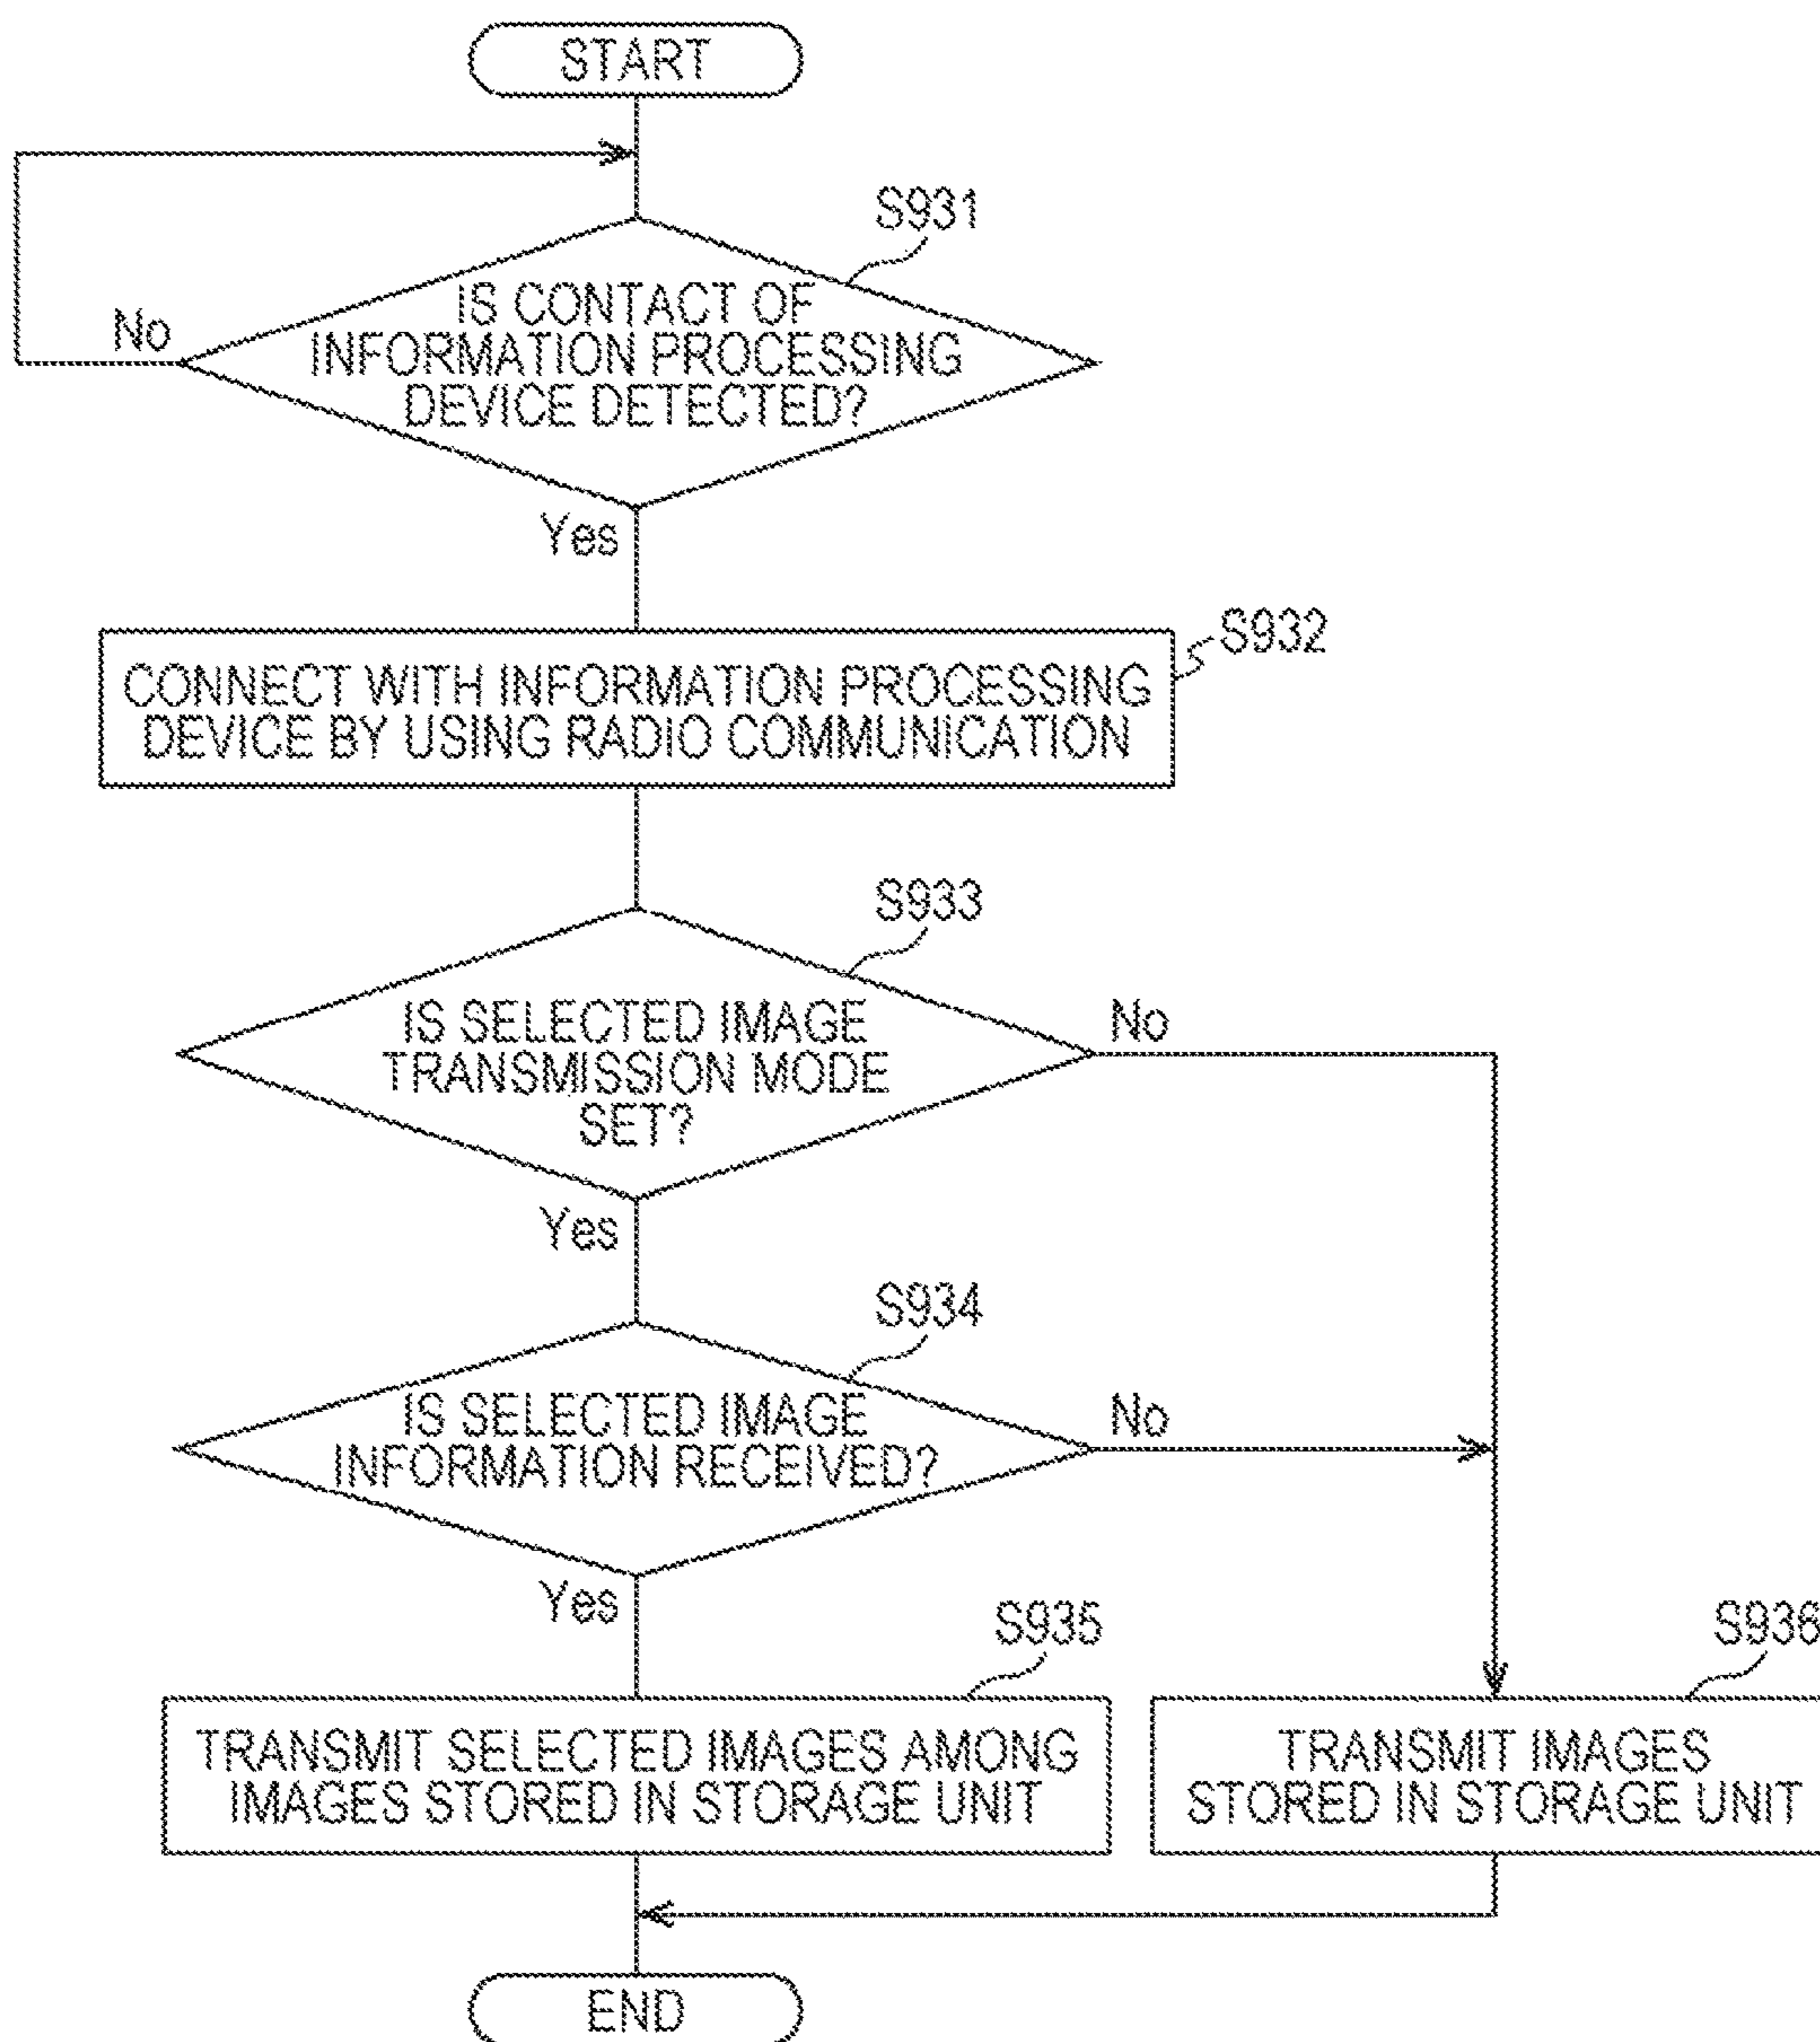 START
S931
IS CONTACT OF
INFORMATION PROCESSING
DEVICE DETECTED?
No
Yes
S932
CONNECT WITH INFORMATION PROCESSING
DEVICE BY USING RADIO COMMUNICATION
S933
IS SELECTED IMAGE
TRANSMISSION MODE
SET?
No
Yes
S934
IS SELECTED IMAGE
INFORMATION RECEIVED?
No
Yes
S935
TRANSMIT SELECTED IMAGES AMONG
IMAGES STORED IN STORAGE UNIT
S936
TRANSMIT IMAGES
STORED IN STORAGE UNIT
END